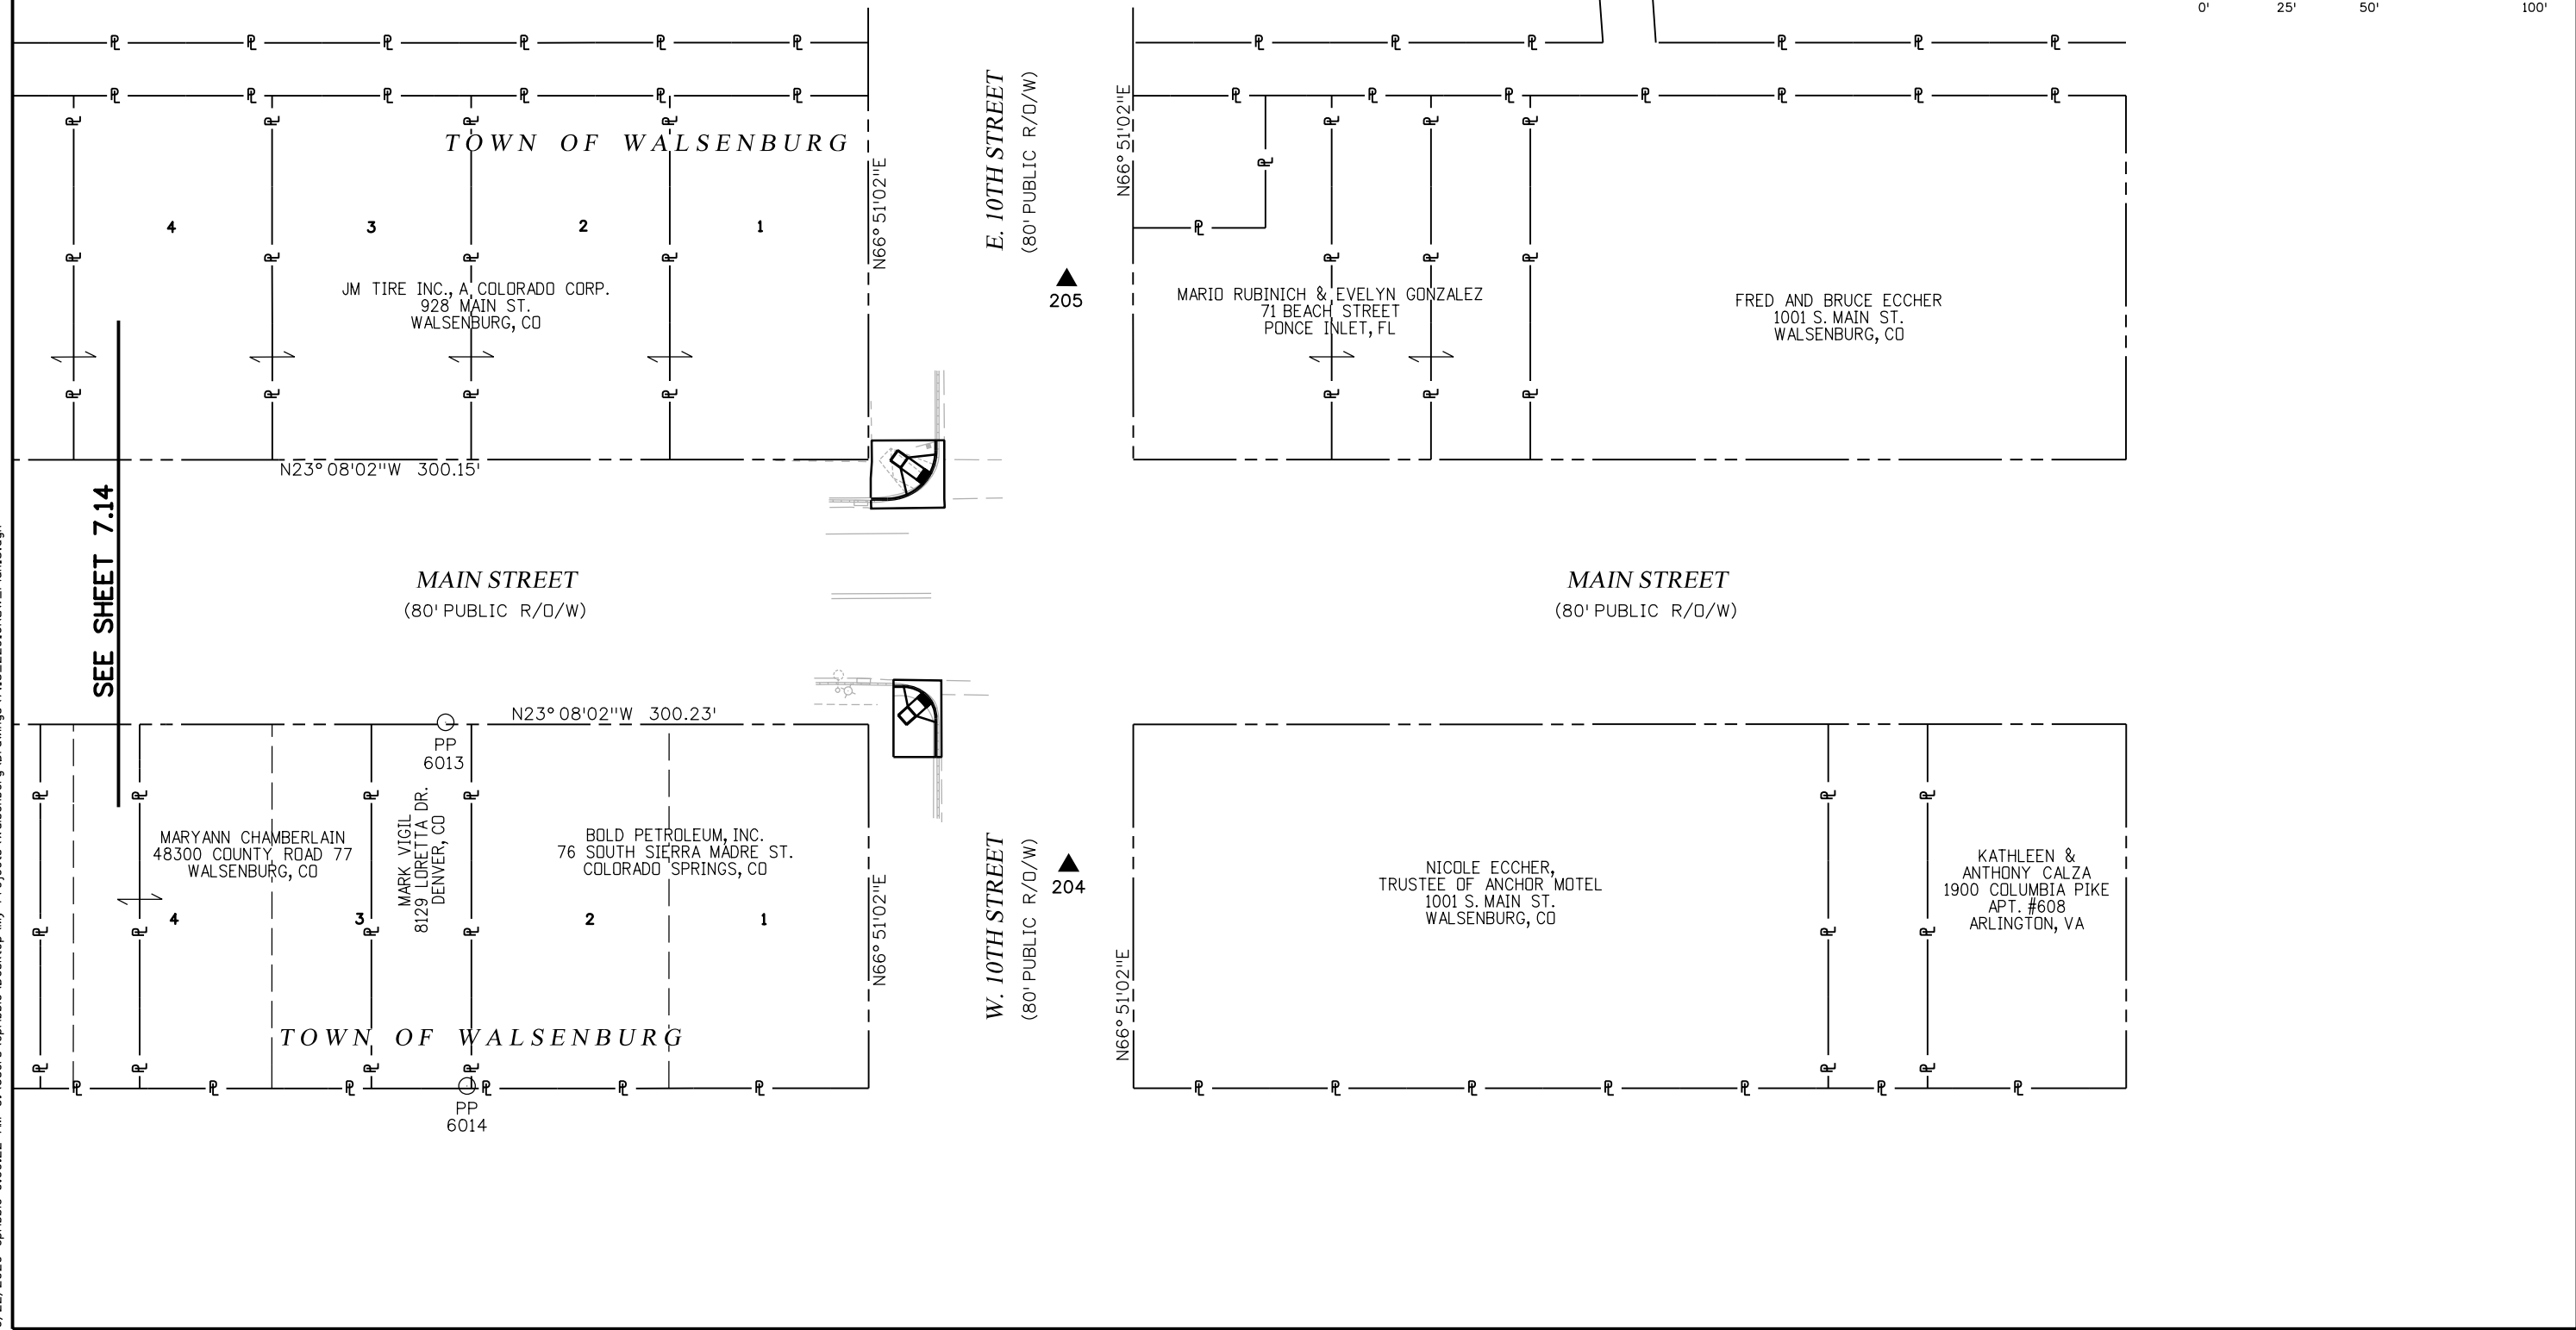 0' 25' 50' 100'
TOWN OF WALSENBURG
4 3 2 1
JM TIRE INC., A COLORADO CORP.
928 MAIN ST.
WALSENBURG, CO
N66°51'02"E
E. 10TH STREET
(80' PUBLIC R/O/W)
205
N66°51'02"E
MARIO RUBINICH & EVELYN GONZALEZ
71 BEACH STREET
PONCE INLET, FL
FRED AND BRUCE ECCHER
1001 S. MAIN ST.
WALSENBURG, CO
N23°08'02"W 300.15'
SEE SHEET 7.14
MAIN STREET
(80' PUBLIC R/O/W)
MAIN STREET
(80' PUBLIC R/O/W)
N23°08'02"W 300.23'
PP
6013
MARYANN CHAMBERLAIN
48300 COUNTY ROAD 77
WALSENBURG, CO
MARK VIGIL
8129 LORETTA DR.
DENVER, CO
BOLD PETROLEUM, INC.
76 SOUTH SIERRA MADRE ST.
COLORADO SPRINGS, CO
4 3 2 1
N66°51'02"E
TOWN OF WALSENBURG
PP
6014
W. 10TH STREET
(80' PUBLIC R/O/W)
204
N66°51'02"E
NICOLE ECCHER,
TRUSTEE OF ANCHOR MOTEL
1001 S. MAIN ST.
WALSENBURG, CO
KATHLEEN &
ANTHONY CALZA
1900 COLUMBIA PIKE
APT. #608
ARLINGTON, VA